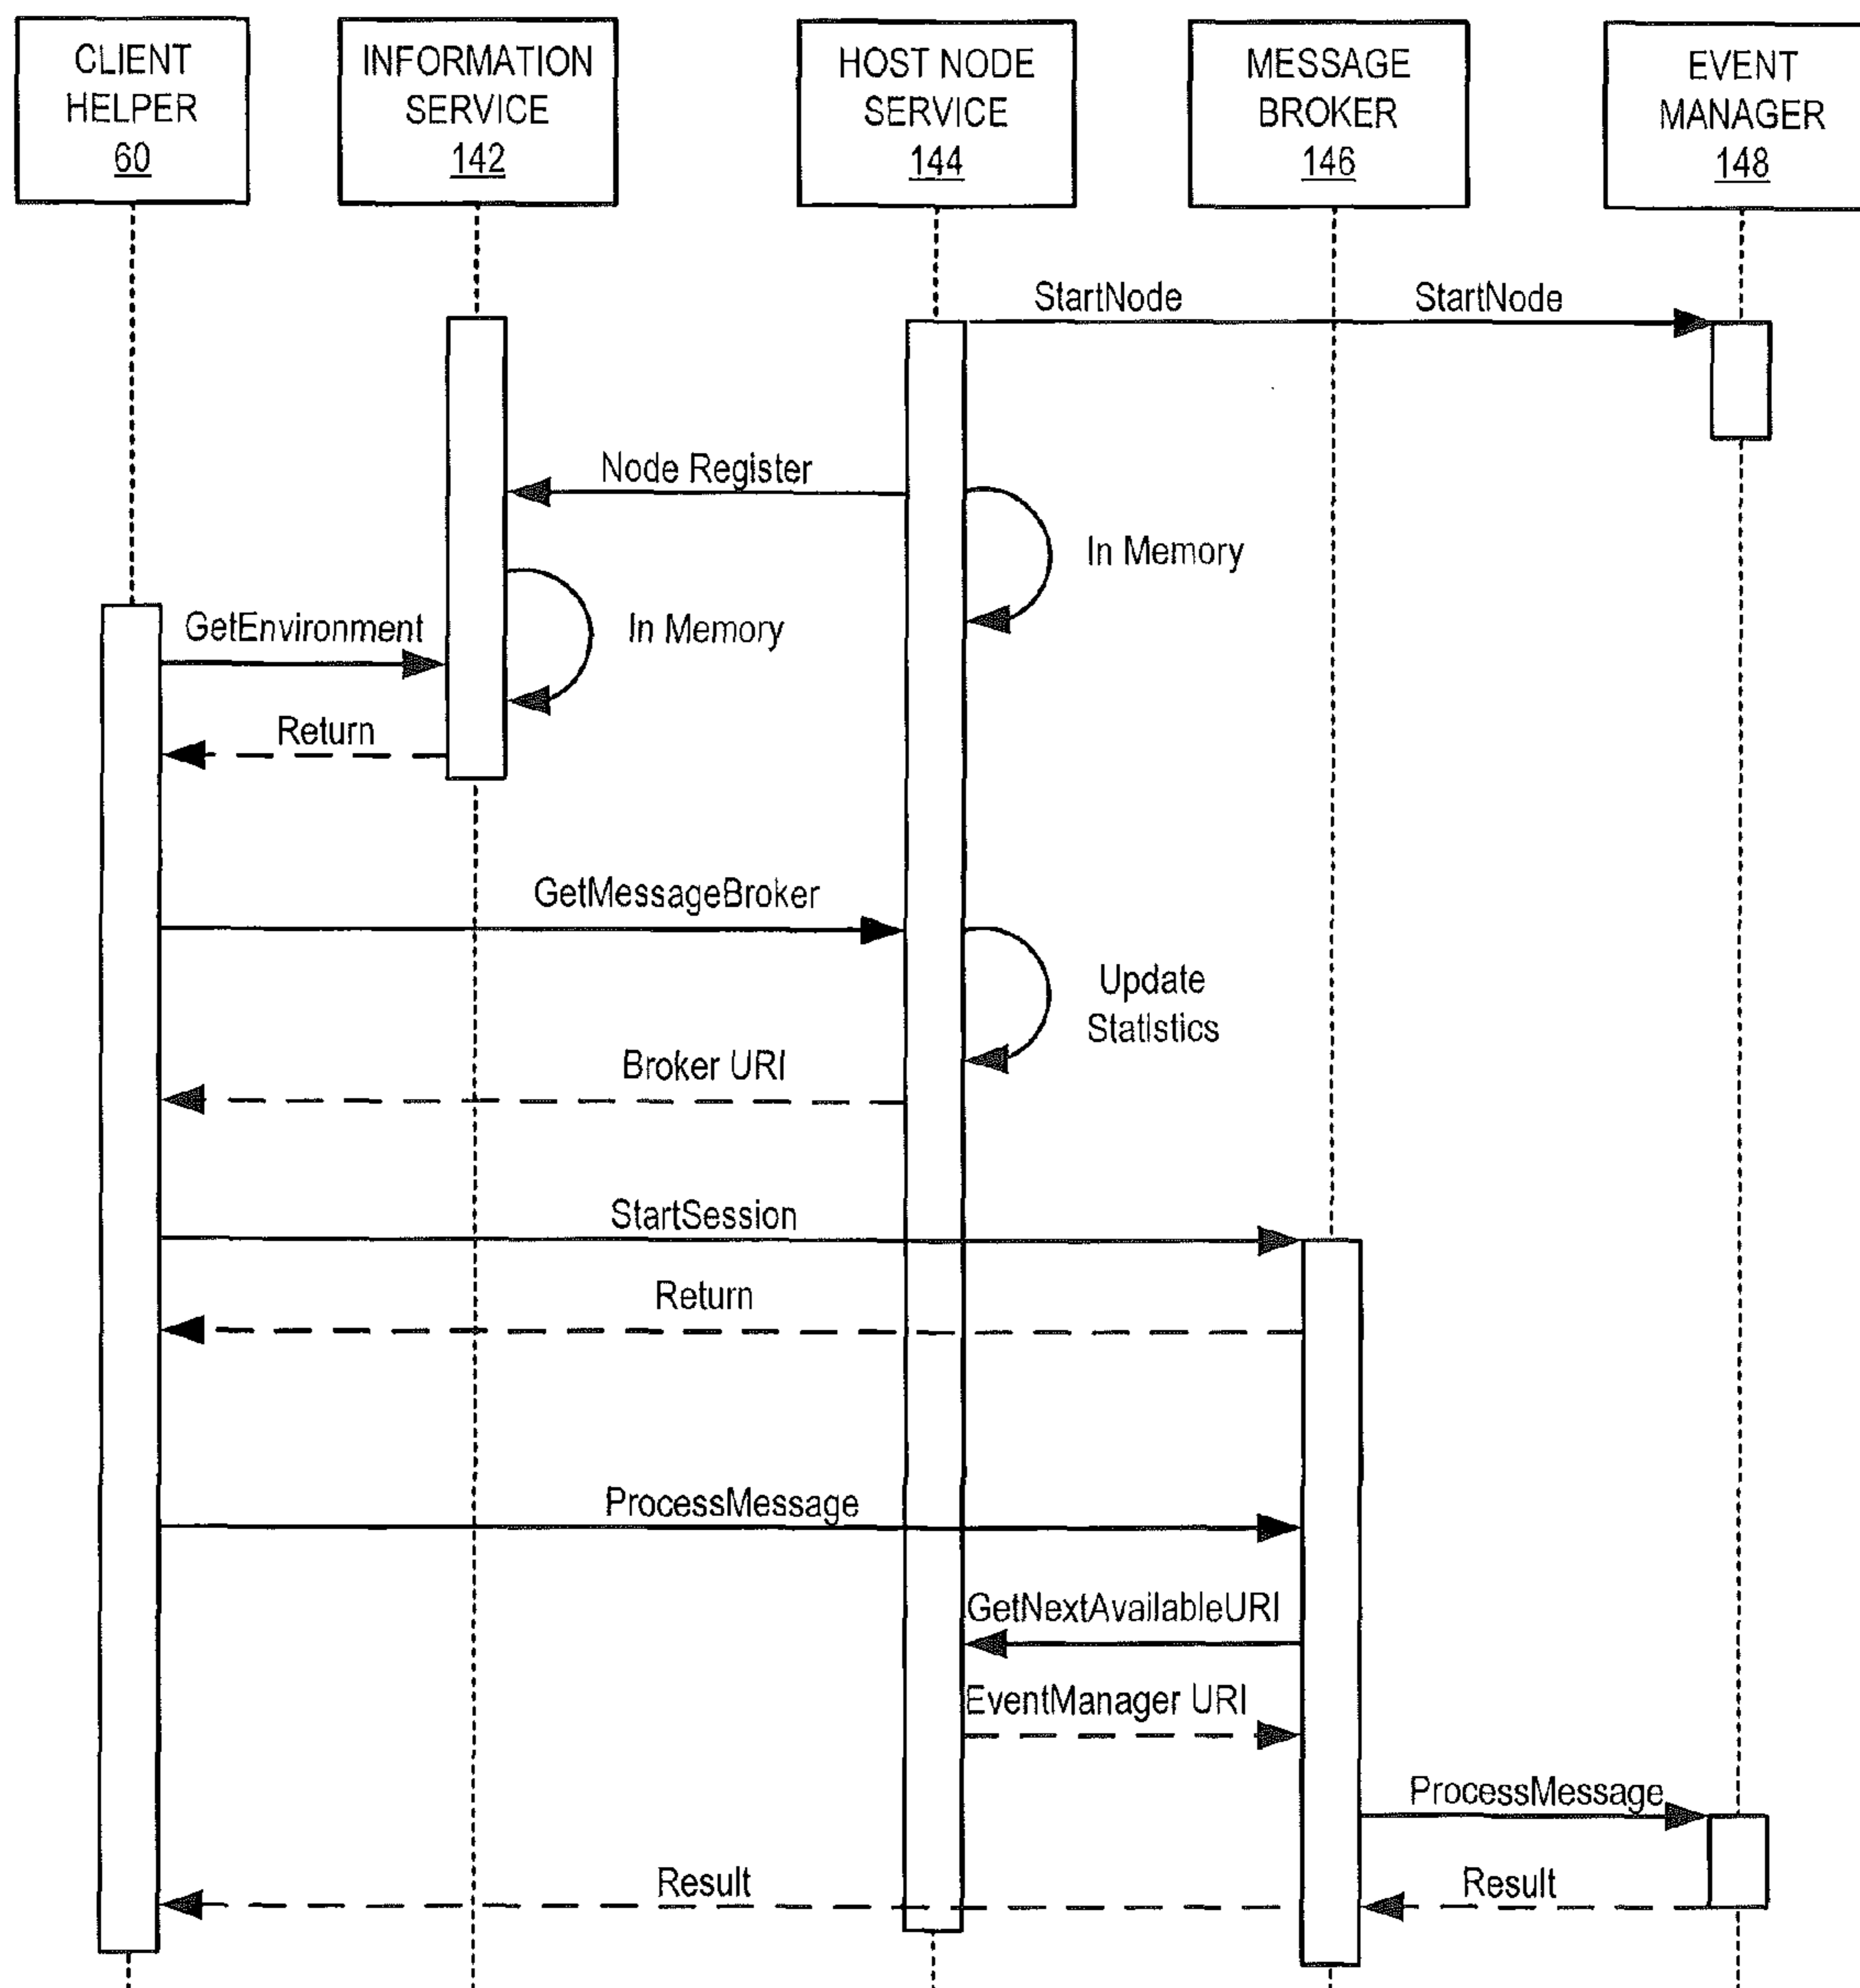 CLIENT
HELPER
60
INFORMATION
SERVICE
142
HOST NODE
SERVICE
144
MESSAGE
BROKER
146
EVENT
MANAGER
148
StartNode
StartNode
Node Register
In Memory
In Memory
GetEnvironment
Return
GetMessageBroker
Update
Statistics
Broker URI
StartSession
Return
ProcessMessage
GetNextAvailableURI
EventManager URI
ProcessMessage
Result
Result